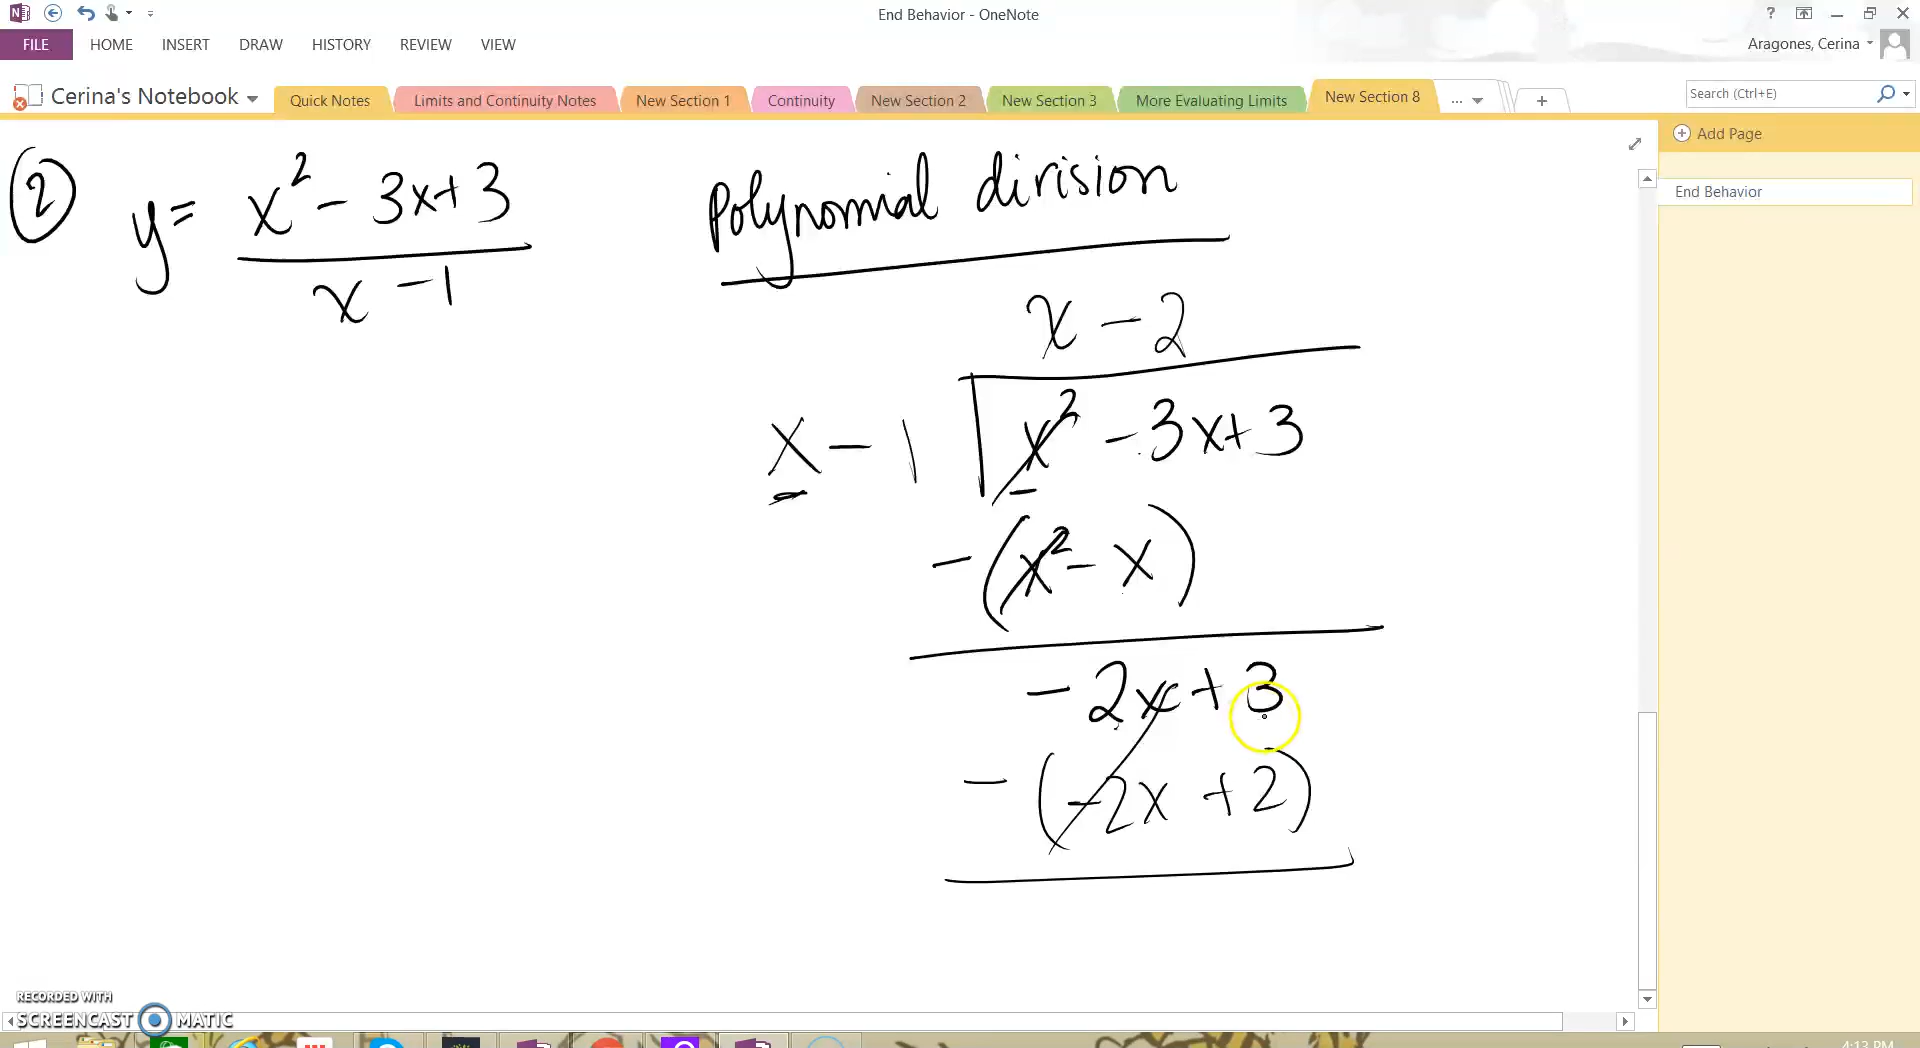 End Behavior - OneNote
?
FILE HOME INSERT DRAW HISTORY REVIEW VIEW
Aragones, Cerina
Cerina's Notebook
Quick Notes Limits and Continuity Notes New Section 1 Continuity New Section 2 New Section 3 More Evaluating Limits New Section 8 ... +
Search (Ctrl+E)
Add Page
End Behavior
② y = x² - 3x + 3
x - 1
Polynomial division
x - 2
x - 1 x² - 3x + 3
- (x² - x)
- 2x + 3
- (-2x + 2)
RECORDED WITH
SCREENCAST MATIC
4:13 PM